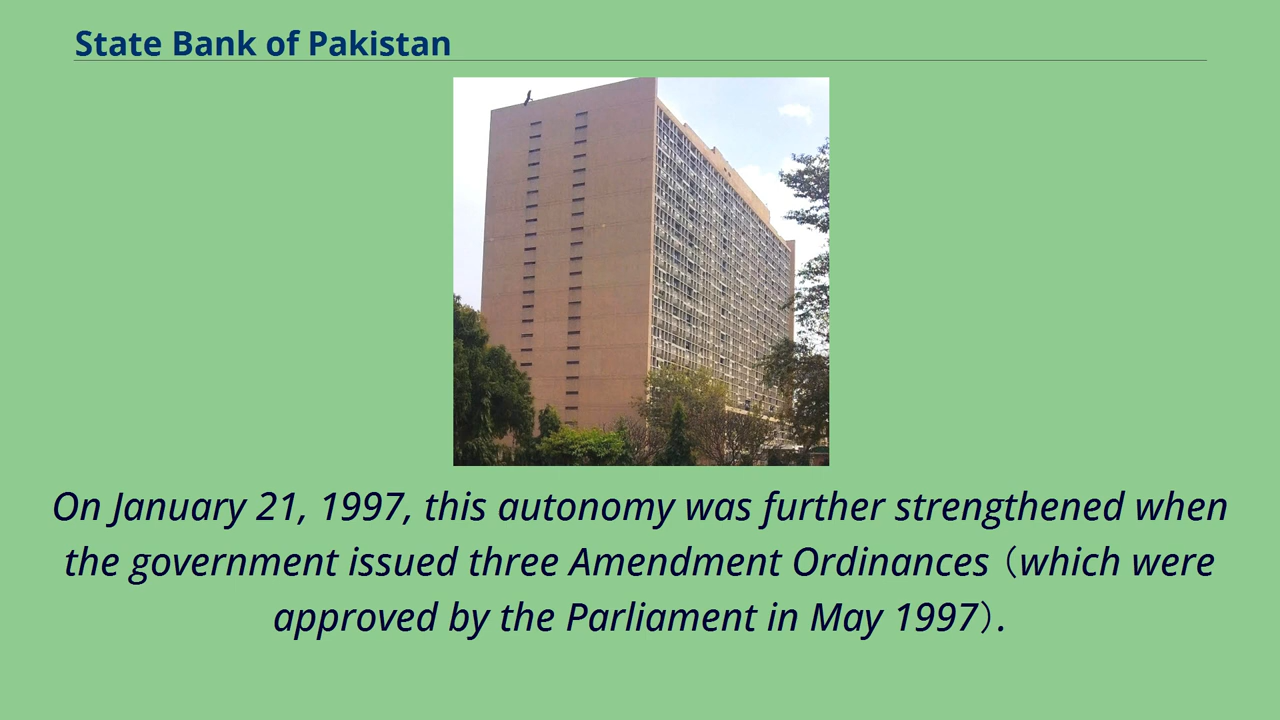 State Bank of Pakistan
On January 21, 1997, this autonomy was further strengthened when
the government issued three Amendment Ordinances（which were
approved by the Parliament in May 1997）.